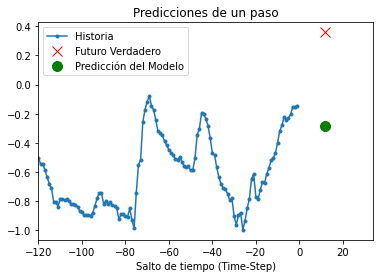 Predicciones de un paso
Historia
Futuro Verdadero
Predicción del Modelo
0.4
0.2
0.0
−0.2
−0.4
−0.6
−0.8
−1.0
−120 −100 −80 −60 −40 −20 0 20
Salto de tiempo (Time-Step)